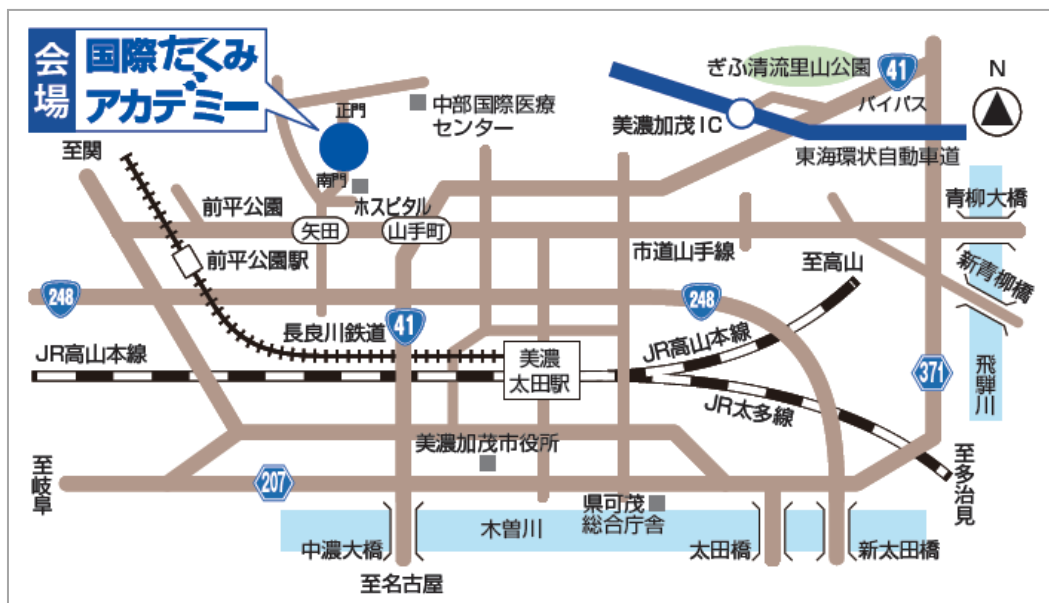 会場
国際たくみ
アカデミー
正門
南門
中部国際医療
センター
ホスピタル
ぎふ清流里山公園
41
バイパス
N
美濃加茂IC
東海環状自動車道
至関
前平公園
矢田
山手町
市道山手線
青柳大橋
前平公園駅
至高山
新青柳橋
248
248
長良川鉄道
41
JR高山本線
美濃
太田駅
JR高山本線
JR太多線
371
飛騨川
美濃加茂市役所
至岐阜
207
至多治見
県可茂
総合庁舎
木曽川
中濃大橋
太田橋
新太田橋
至名古屋